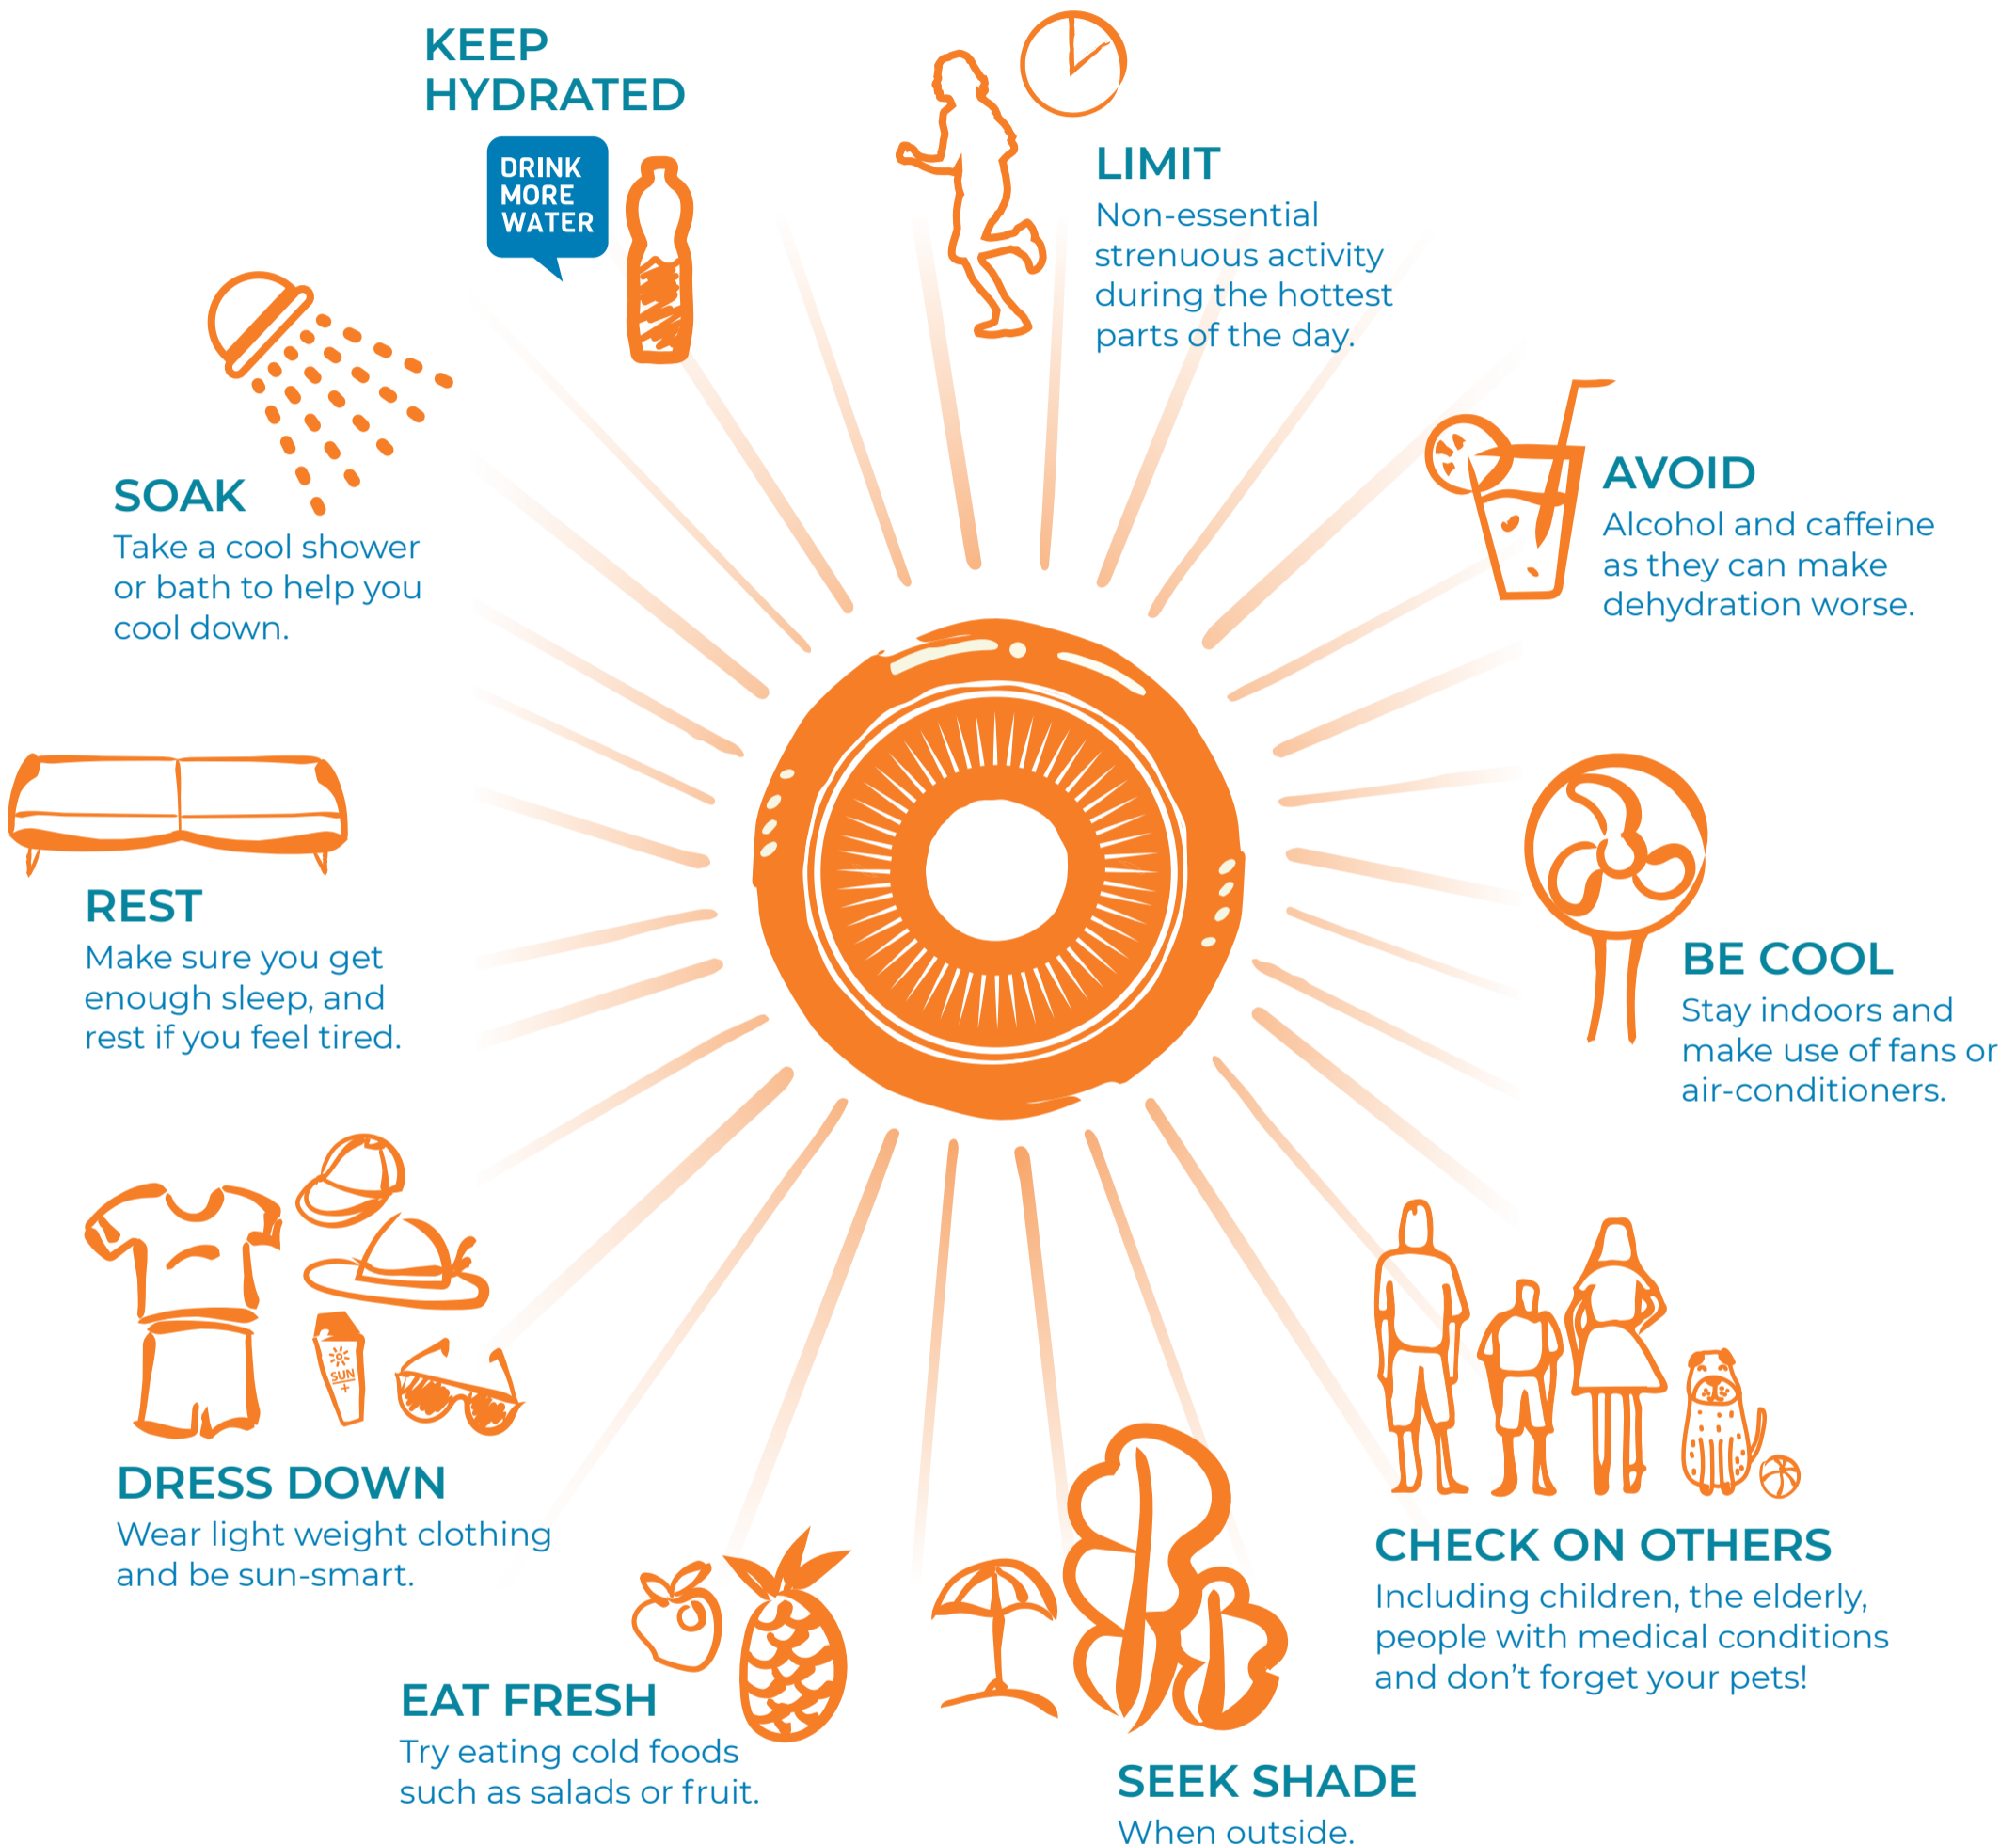 KEEP
HYDRATED
DRINK
MORE
WATER
LIMIT
Non-essential
strenuous activity
during the hottest
parts of the day.
AVOID
Alcohol and caffeine
as they can make
dehydration worse.
BE COOL
Stay indoors and
make use of fans or
air-conditioners.
CHECK ON OTHERS
Including children, the elderly,
people with medical conditions
and don't forget your pets!
SEEK SHADE
When outside.
EAT FRESH
Try eating cold foods
such as salads or fruit.
SUN
+
DRESS DOWN
Wear light weight clothing
and be sun-smart.
REST
Make sure you get
enough sleep, and
rest if you feel tired.
SOAK
Take a cool shower
or bath to help you
cool down.